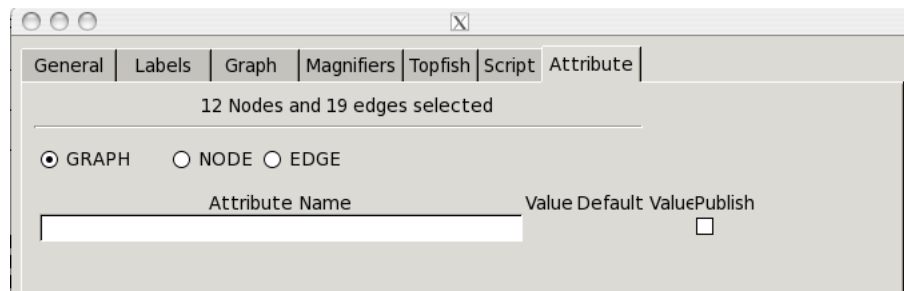 X
General Labels Graph Magnifiers Topfish Script Attribute
12 Nodes and 19 edges selected
GRAPH NODE EDGE
Attribute Name Value Default Value Publish